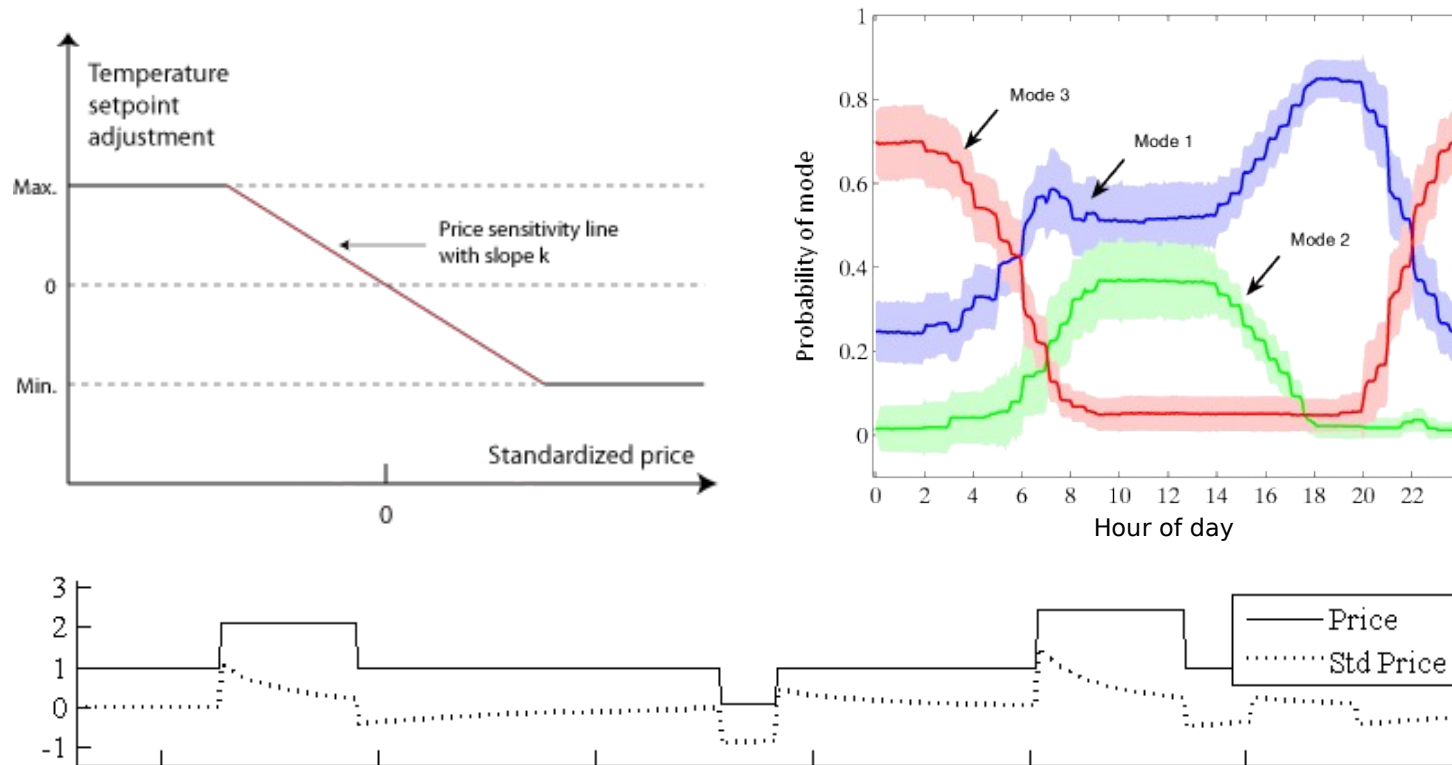 Temperature
setpoint
adjustment
Max.
Price sensitivity line
with slope k
0
Min.
Standardized price
0
1
0.8
0.6
0.4
0.2
0
Probability of mode
Mode 3
Mode 1
Mode 2
0 2 4 6 8 10 12 14 16 18 20 22
Hour of day
3
2
1
0
-1
Price
Std Price